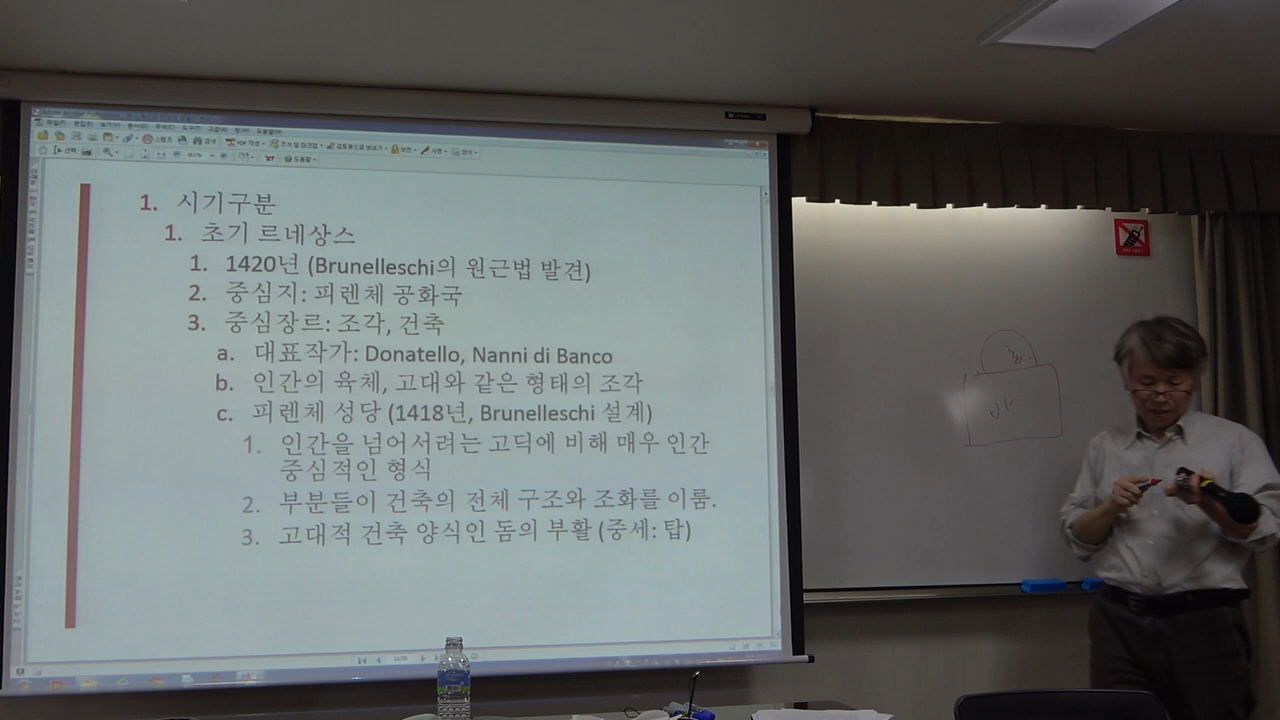 1. 시기구분
1. 초기 르네상스
1. 1420년 (Brunelleschi의 원근법 발견)
2. 중심지: 피렌체 공화국
3. 중심장르: 조각, 건축
a. 대표작가: Donatello, Nanni di Banco
b. 인간의 육체, 고대와 같은 형태의 조각
c. 피렌체 성당 (1418년, Brunelleschi 설계)
1. 인간을 넘어서려는 고딕에 비해 매우 인간
중심적인 형식
2. 부분들이 건축의 전체 구조와 조화를 이룸.
3. 고대적 건축 양식인 돔의 부활 (중세: 탑)